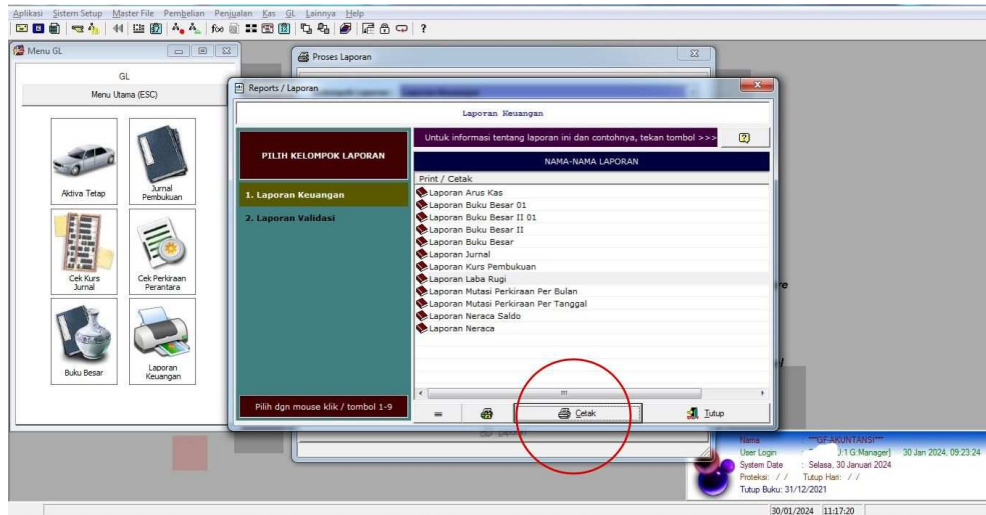 Aplikasi Sistem Setup Master File Pembelian Penjualan Kas GL Lainnya Help
Menu GL
GL
Menu Utama (ESC)
Aktiva Tetap
Jurnal
Pembukuan
Cek Kurs
Jurnal
Cek Perkiraan
Perantara
Buku Besar
Laporan
Keuangan
Proses Laporan
Reports / Laporan
Laporan Keuangan
PILIH KELOMPOK LAPORAN
1. Laporan Keuangan
2. Laporan Validasi
Pilih dgn mouse klik / tombol 1-9
Untuk informasi tentang laporan ini dan contohnya, tekan tombol >>>
NAMA-NAMA LAPORAN
Print / Cetak
Laporan Arus Kas
Laporan Buku Besar 01
Laporan Buku Besar II 01
Laporan Buku Besar II
Laporan Buku Besar
Laporan Jurnal
Laporan Kurs Pembukuan
Laporan Laba Rugi
Laporan Mutasi Perkiraan Per Bulan
Laporan Mutasi Perkiraan Per Tanggal
Laporan Neraca Saldo
Laporan Neraca
Cetak
Tutup
Nama : ***GF-AKUNTANSI***
User Login : J:1 G:Manager] 30 Jan 2024, 09:23:24
System Date : Selasa, 30 Januari 2024
Proteksi: / / Tutup Hari: / /
Tutup Buku: 31/12/2021
30/01/2024 11:17:20